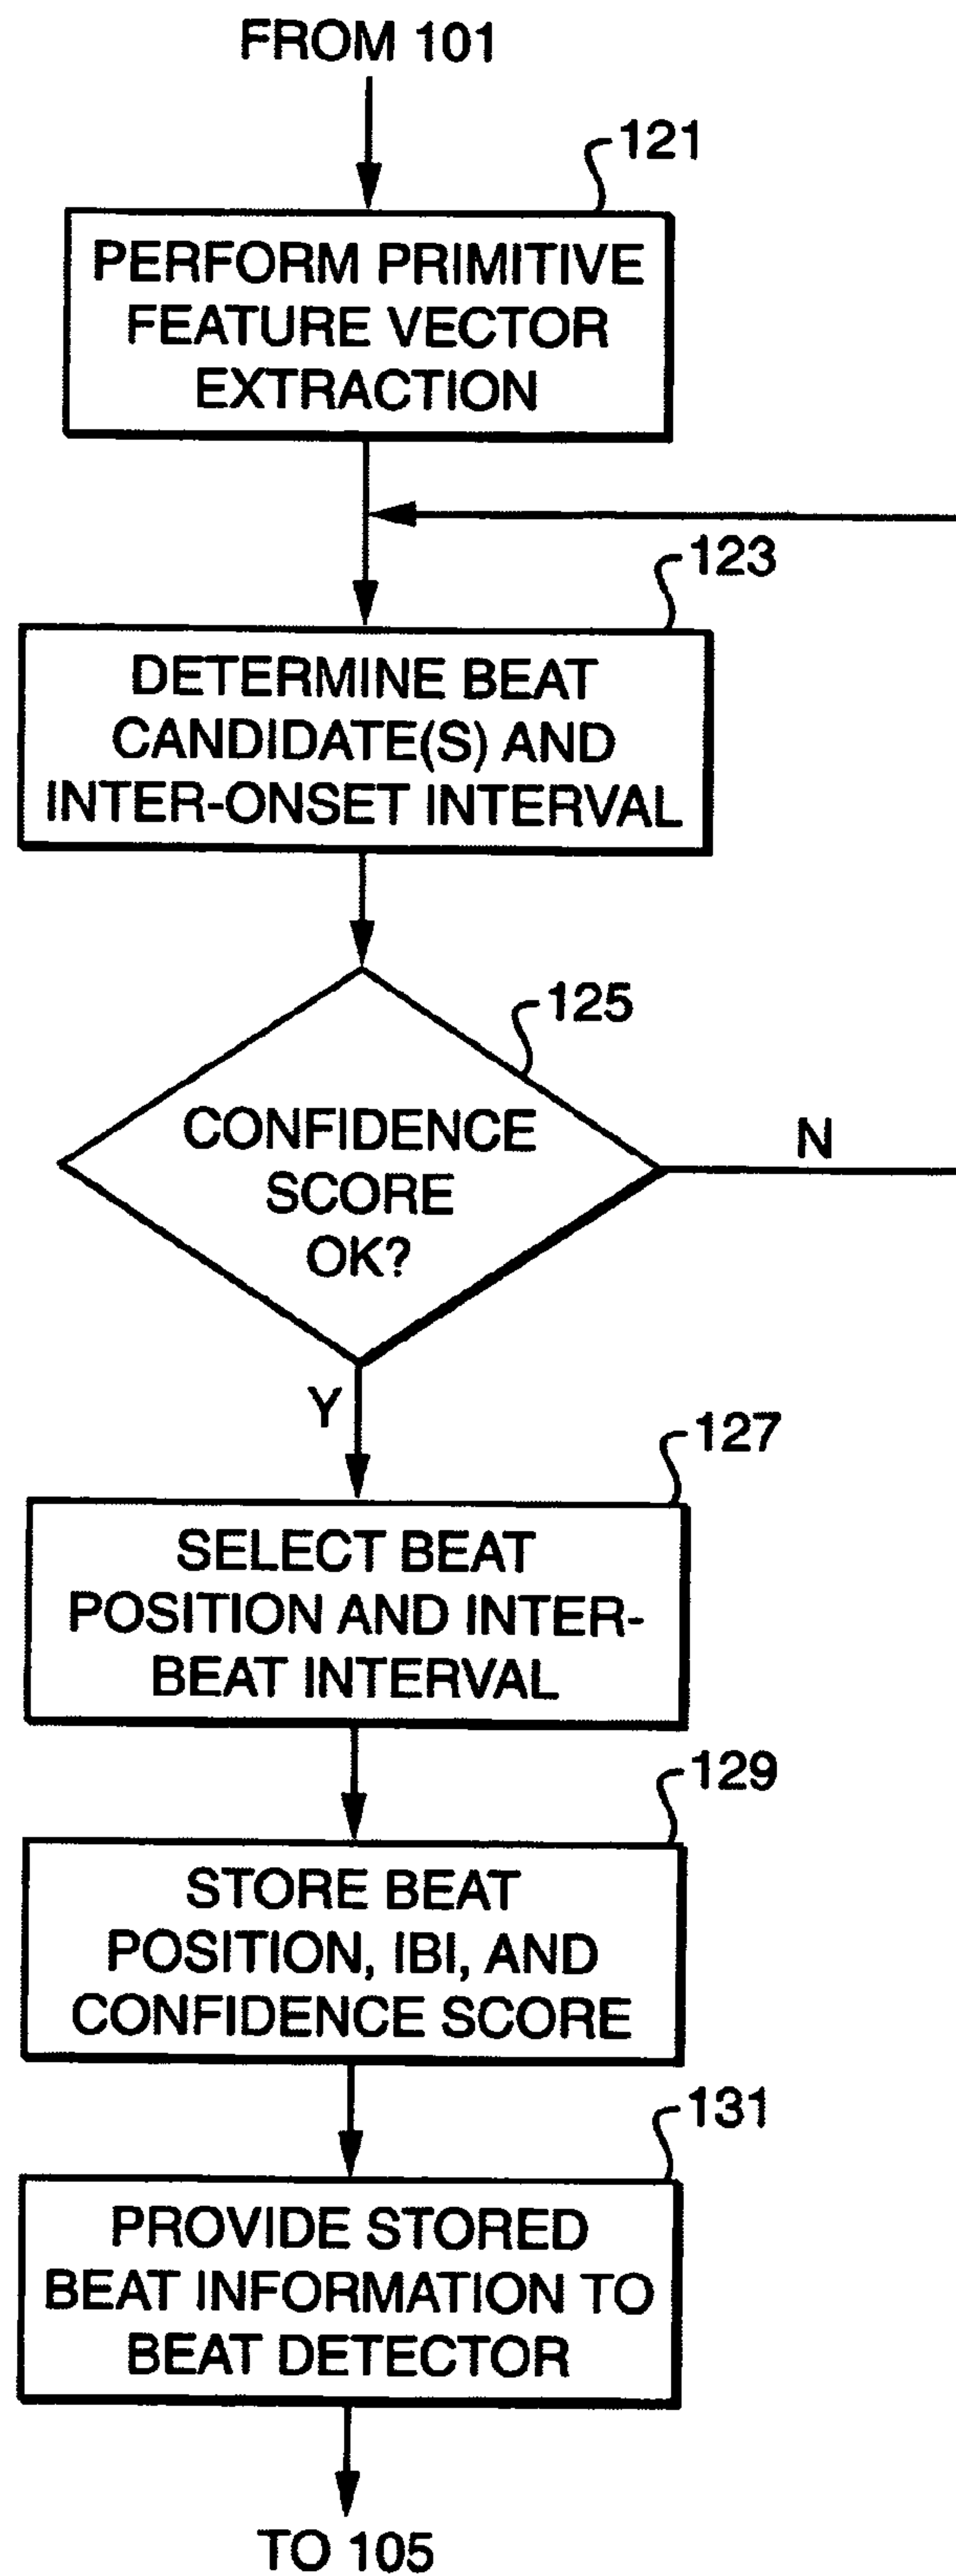 FROM 101
121
PERFORM PRIMITIVE
FEATURE VECTOR
EXTRACTION
123
DETERMINE BEAT
CANDIDATE(S) AND
INTER-ONSET INTERVAL
125
CONFIDENCE
SCORE
OK?
N
Y
127
SELECT BEAT
POSITION AND INTER-
BEAT INTERVAL
129
STORE BEAT
POSITION, IBI, AND
CONFIDENCE SCORE
131
PROVIDE STORED
BEAT INFORMATION TO
BEAT DETECTOR
TO 105